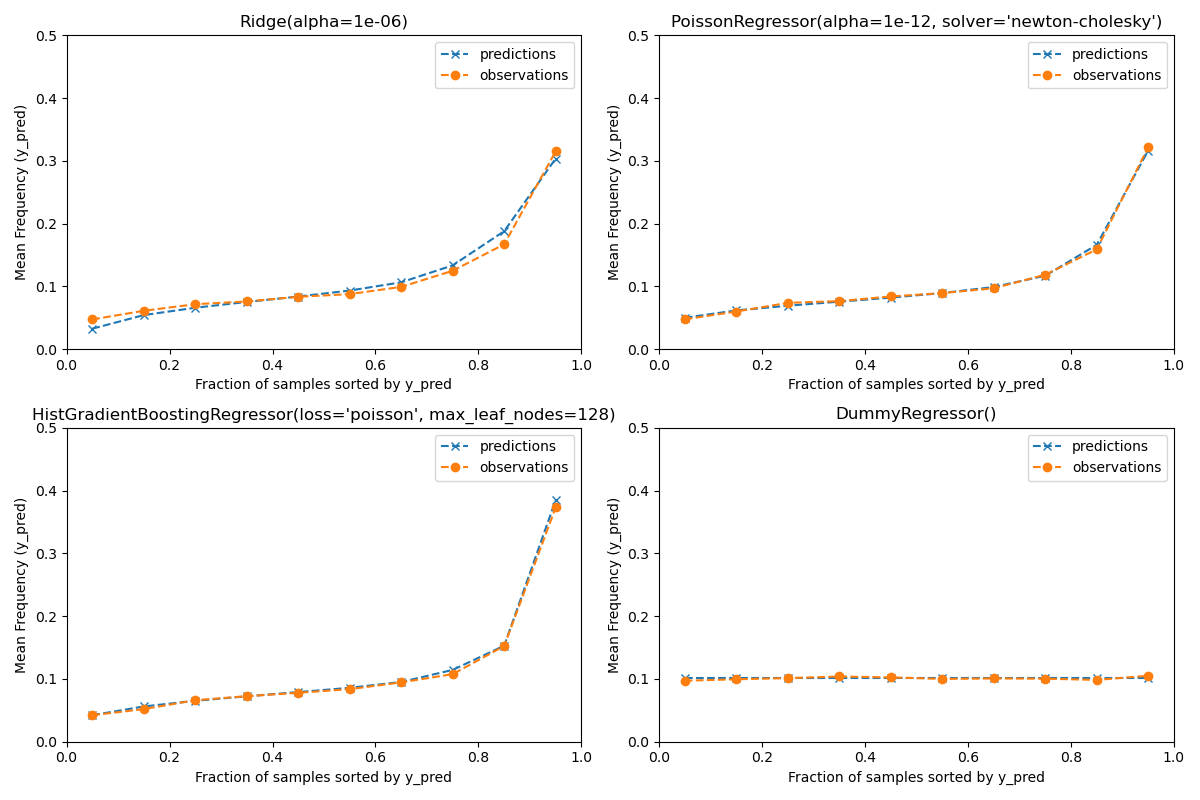 Ridge(alpha=1e-06)
0.5
0.4
0.3
0.2
0.1
0.0
Mean Frequency (y_pred)
predictions
observations
0.0 0.2 0.4 0.6 0.8 1.0
Fraction of samples sorted by y_pred
PoissonRegressor(alpha=1e-12, solver='newton-cholesky')
0.5
0.4
0.3
0.2
0.1
0.0
Mean Frequency (y_pred)
predictions
observations
0.0 0.2 0.4 0.6 0.8 1.0
Fraction of samples sorted by y_pred
HistGradientBoostingRegressor(loss='poisson', max_leaf_nodes=128)
0.5
0.4
0.3
0.2
0.1
0.0
Mean Frequency (y_pred)
predictions
observations
0.0 0.2 0.4 0.6 0.8 1.0
Fraction of samples sorted by y_pred
DummyRegressor()
0.5
0.4
0.3
0.2
0.1
0.0
Mean Frequency (y_pred)
predictions
observations
0.0 0.2 0.4 0.6 0.8 1.0
Fraction of samples sorted by y_pred